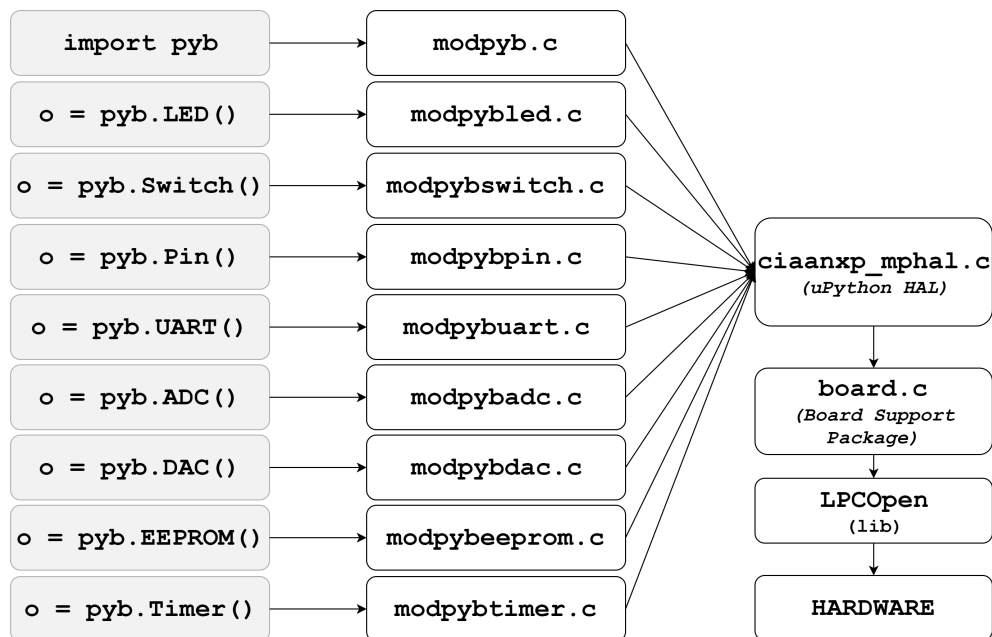 import pyb
modpyb.c
o = pyb.LED()
modpybled.c
o = pyb.Switch()
modpybswitch.c
o = pyb.Pin()
modpybpin.c
o = pyb.UART()
modpybuart.c
o = pyb.ADC()
modpybadc.c
o = pyb.DAC()
modpybdac.c
o = pyb.EEPROM()
modpybeeprom.c
o = pyb.Timer()
modpybtimer.c
ciaanxp_mphal.c
(uPython HAL)
board.c
(Board Support
Package)
LPCOpen
(lib)
HARDWARE